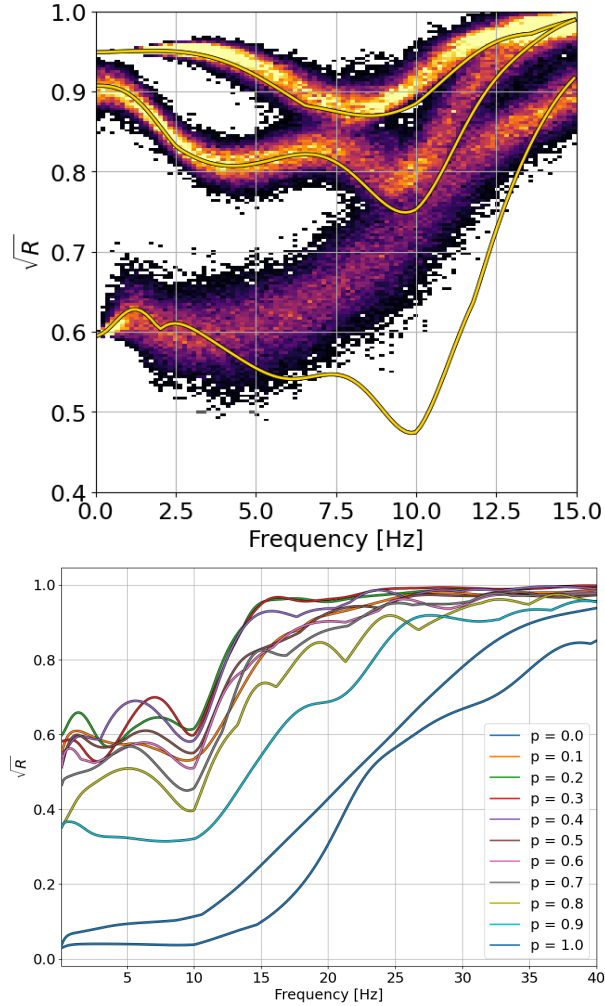 1.0
0.9
0.8
0.7
0.6
0.5
0.4
√R
0.0 2.5 5.0 7.5 10.0 12.5 15.0
Frequency [Hz]
1.0
0.8
0.6
0.4
0.2
0.0
√R
p = 0.0
p = 0.1
p = 0.2
p = 0.3
p = 0.4
p = 0.5
p = 0.6
p = 0.7
p = 0.8
p = 0.9
p = 1.0
5 10 15 20 25 30 35 40
Frequency [Hz]